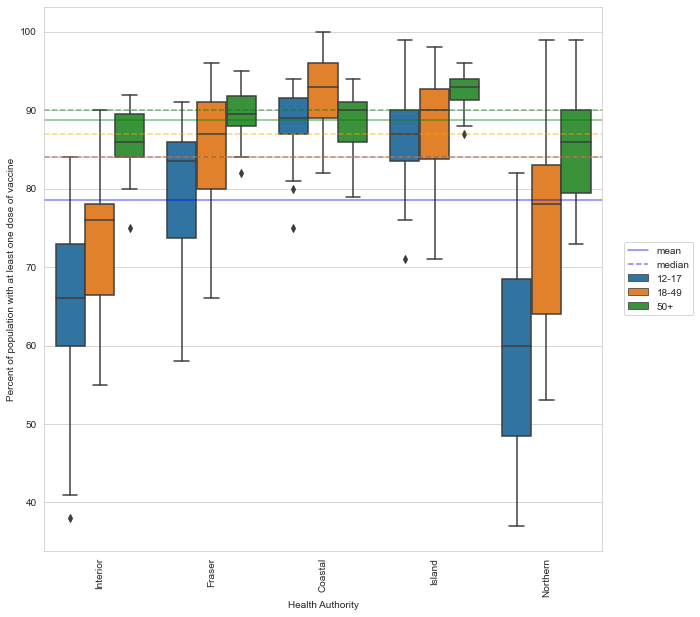 100
90
80
70
60
50
40
Percent of population with at least one dose of vaccine
Interior
Fraser
Coastal
Island
Northern
Health Authority
mean
median
12-17
18-49
50+